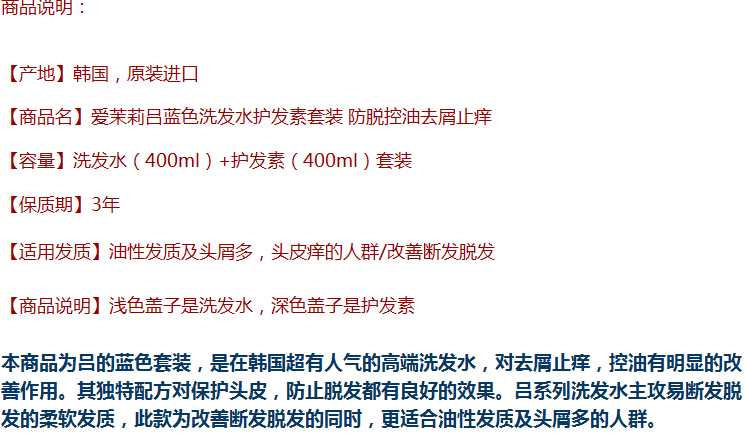 商品说明：
【产地】韩国，原装进口
【商品名】爱茉莉吕蓝色洗发水护发素套装 防脱控油去屑止痒
【容量】洗发水（400ml）+护发素（400ml）套装
【保质期】3年
【适用发质】油性发质及头屑多，头皮痒的人群/改善断发脱发
【商品说明】浅色盖子是洗发水，深色盖子是护发素
本商品为吕的蓝色套装，是在韩国超有人气的高端洗发水，对去屑止痒，控油有明显的改
善作用。其独特配方对保护头皮，防止脱发都有良好的效果。吕系列洗发水主攻易断发脱
发的柔软发质，此款为改善断发脱发的同时，更适合油性发质及头屑多的人群。